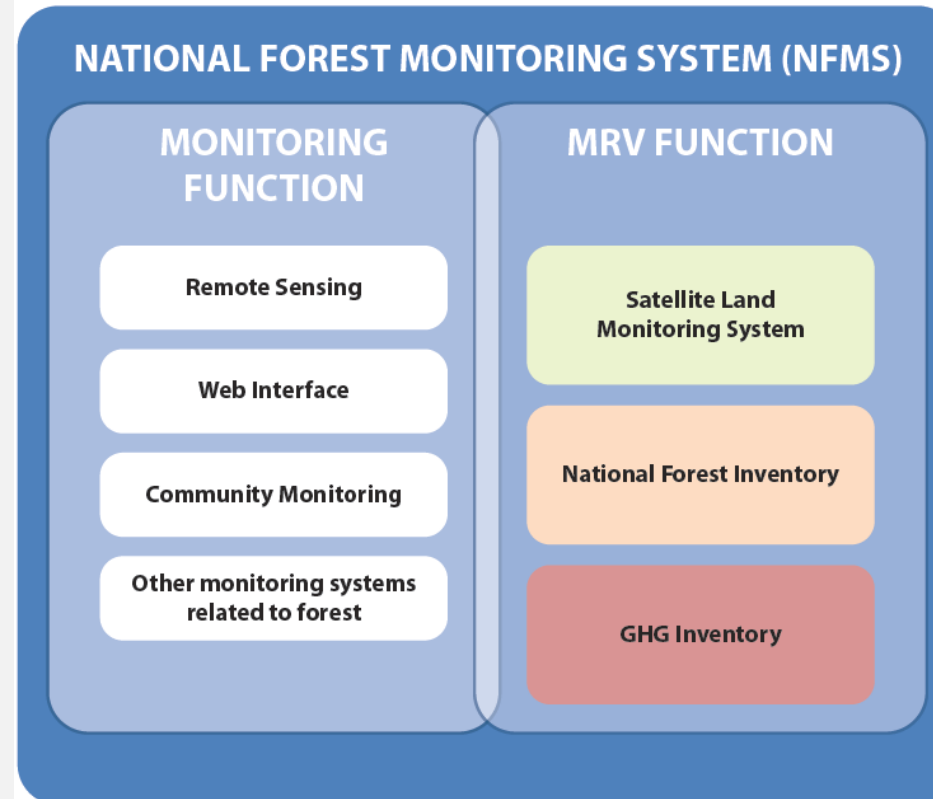 NATIONAL FOREST MONITORING SYSTEM (NFMS)
MONITORING
FUNCTION
Remote Sensing
Web Interface
Community Monitoring
Other monitoring systems
related to forest
MRV FUNCTION
Satellite Land
Monitoring System
National Forest Inventory
GHG Inventory